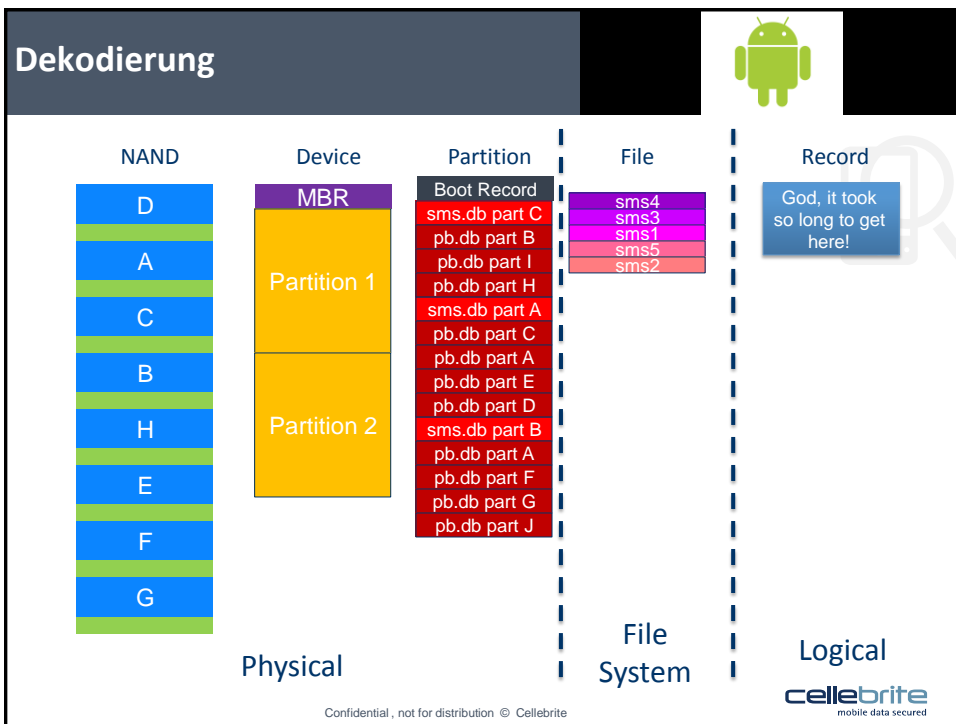 Dekodierung
NAND
Device
Partition
File
Record
D
A
C
B
H
E
F
G
MBR
Partition 1
Partition 2
Boot Record
sms.db part C
pb.db part B
pb.db part I
pb.db part H
sms.db part A
pb.db part C
pb.db part A
pb.db part E
pb.db part D
sms.db part B
pb.db part A
pb.db part F
pb.db part G
pb.db part J
sms4
sms3
sms1
sms5
sms2
God, it took
so long to get
here!
Physical
File
System
Logical
cellebrite
mobile data secured
Confidential , not for distribution © Cellebrite